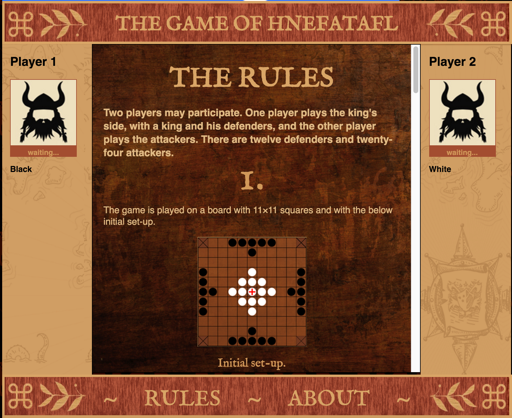 THE GAME OF HNEFATAFL
Player 1
waiting...
Black
THE RULES
Two players may participate. One player plays the king's
side, with a king and his defenders, and the other player
plays the attackers. There are twelve defenders and twenty-
four attackers.
1.
The game is played on a board with 11×11 squares and with the below
initial set-up.
Initial set-up.
Player 2
waiting...
White
~ RULES ~ ABOUT ~